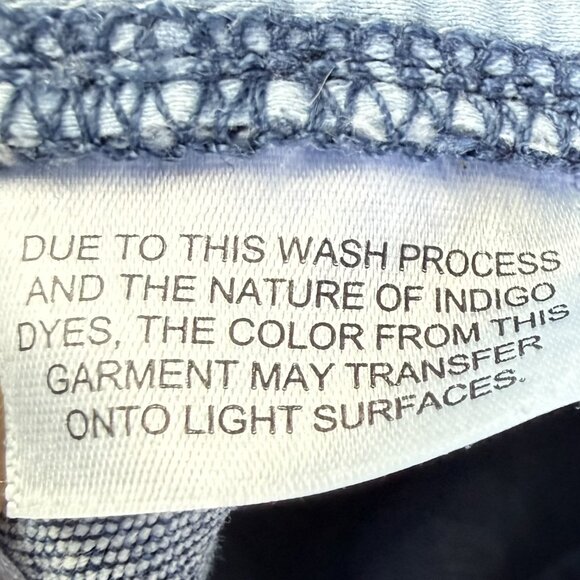 DUE TO THIS WASH PROCESS
AND THE NATURE OF INDIGO
DYES, THE COLOR FROM THIS
GARMENT MAY TRANSFER
ONTO LIGHT SURFACES.